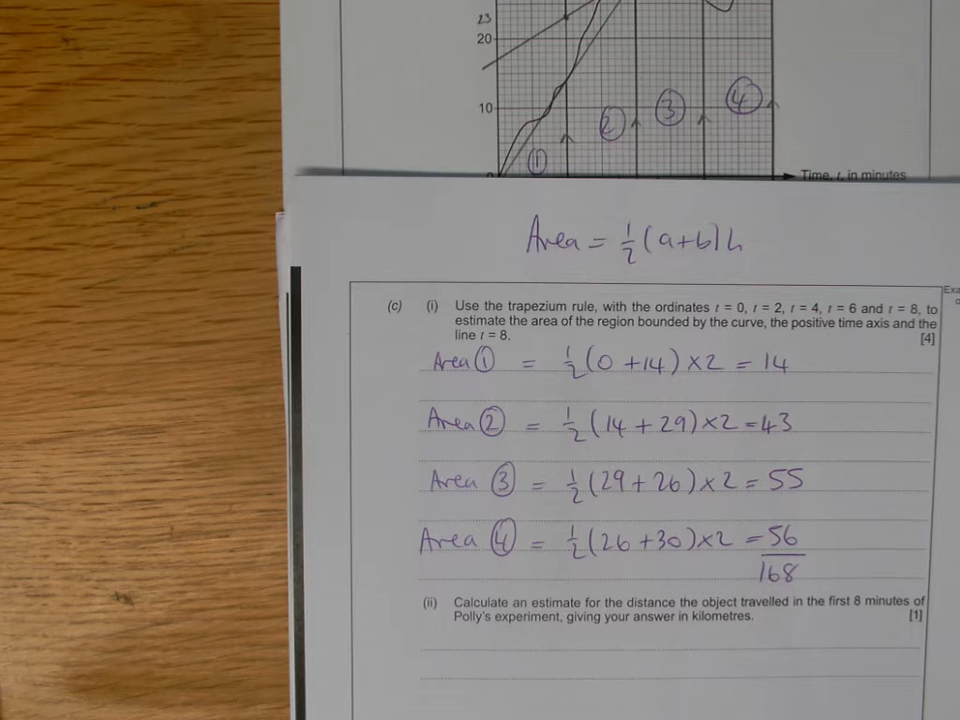 23
20
10
①
②
③
④
0
Time, t, in minutes
Area = 1/2 (a+b) h
Exa
(c) (i) Use the trapezium rule, with the ordinates t = 0, t = 2, t = 4, t = 6 and t = 8, to
estimate the area of the region bounded by the curve, the positive time axis and the
line t = 8. [4]
Area ① = 1/2 (0 + 14) × 2 = 14
Area ② = 1/2 (14 + 29) × 2 = 43
Area ③ = 1/2 (29 + 26) × 2 = 55
Area ④ = 1/2 (26 + 30) × 2 = 56
168
(ii) Calculate an estimate for the distance the object travelled in the first 8 minutes of
Polly's experiment, giving your answer in kilometres. [1]